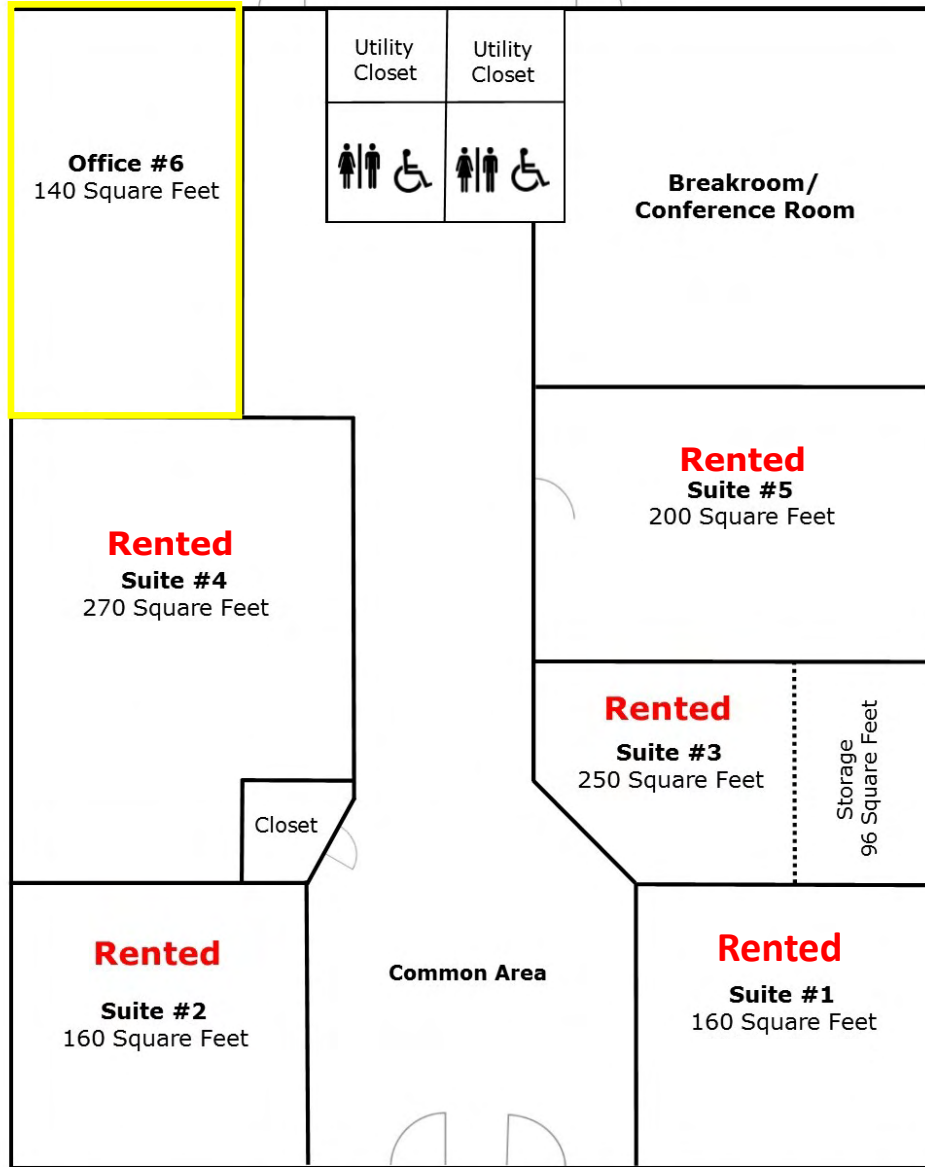 Utility
Closet
Utility
Closet
Office #6
140 Square Feet
Breakroom/
Conference Room
Rented
Suite #5
200 Square Feet
Rented
Suite #4
270 Square Feet
Rented
Suite #3
250 Square Feet
Storage
96 Square Feet
Closet
Rented
Suite #2
160 Square Feet
Common Area
Rented
Suite #1
160 Square Feet